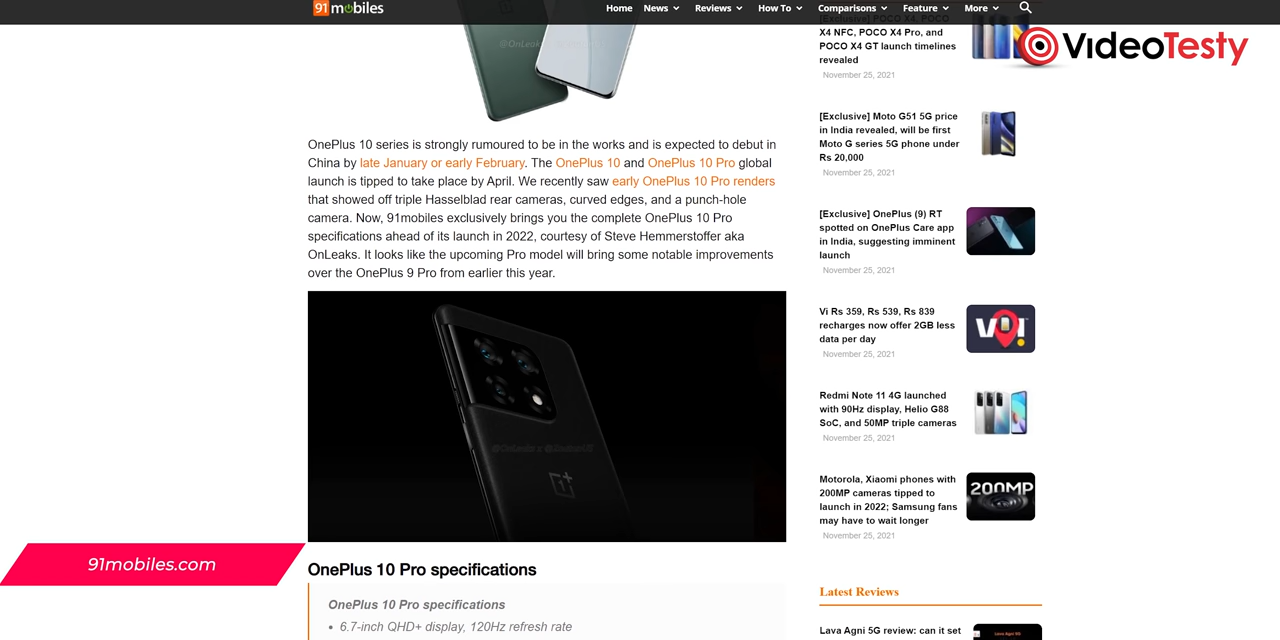 91mobiles
Home News Reviews How To Comparisons Feature More
VIDEOTESTY
@OnLeaks
OnePlus 10 series is strongly rumoured to be in the works and is expected to debut in
China by late January or early February. The OnePlus 10 and OnePlus 10 Pro global
launch is tipped to take place by April. We recently saw early OnePlus 10 Pro renders
that showed off triple Hasselblad rear cameras, curved edges, and a punch-hole
camera. Now, 91mobiles exclusively brings you the complete OnePlus 10 Pro
specifications ahead of its launch in 2022, courtesy of Steve Hemmerstoffer aka
OnLeaks. It looks like the upcoming Pro model will bring some notable improvements
over the OnePlus 9 Pro from earlier this year.
91mobiles.com
OnePlus 10 Pro specifications
OnePlus 10 Pro specifications
• 6.7-inch QHD+ display, 120Hz refresh rate
[Exclusive] POCO X4, POCO
X4 NFC, POCO X4 Pro, and
POCO X4 GT launch timelines
revealed
November 25, 2021
[Exclusive] Moto G51 5G price
in India revealed, will be first
Moto G series 5G phone under
Rs 20,000
November 25, 2021
[Exclusive] OnePlus (9) RT
spotted on OnePlus Care app
in India, suggesting imminent
launch
November 25, 2021
Vi Rs 359, Rs 539, Rs 839
recharges now offer 2GB less
data per day
November 25, 2021
Redmi Note 11 4G launched
with 90Hz display, Helio G88
SoC, and 50MP triple cameras
November 25, 2021
Motorola, Xiaomi phones with
200MP cameras tipped to
launch in 2022; Samsung fans
may have to wait longer
November 25, 2021
200MP
Latest Reviews
Lava Agni 5G review: can it set